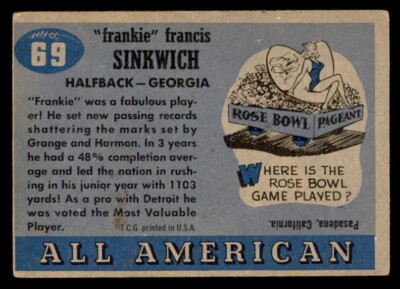 69
"frankie" francis
SINKWICH
HALFBACK—GEORGIA
"Frankie" was a fabulous play-
er! He set new passing records
shattering the marks set by
Grange and Harmon. In 3 years
he had a 48% completion aver-
age and led the nation in rush-
ing in his junior year with 1103
yards! As a pro with Detroit he
was voted the Most Valuable
Player.
T.C.G. printed in U.S.A.
ROSE BOWL PAGEANT
WHERE IS THE
ROSE BOWL
GAME PLAYED?
Pasadena, California.
ALL AMERICAN